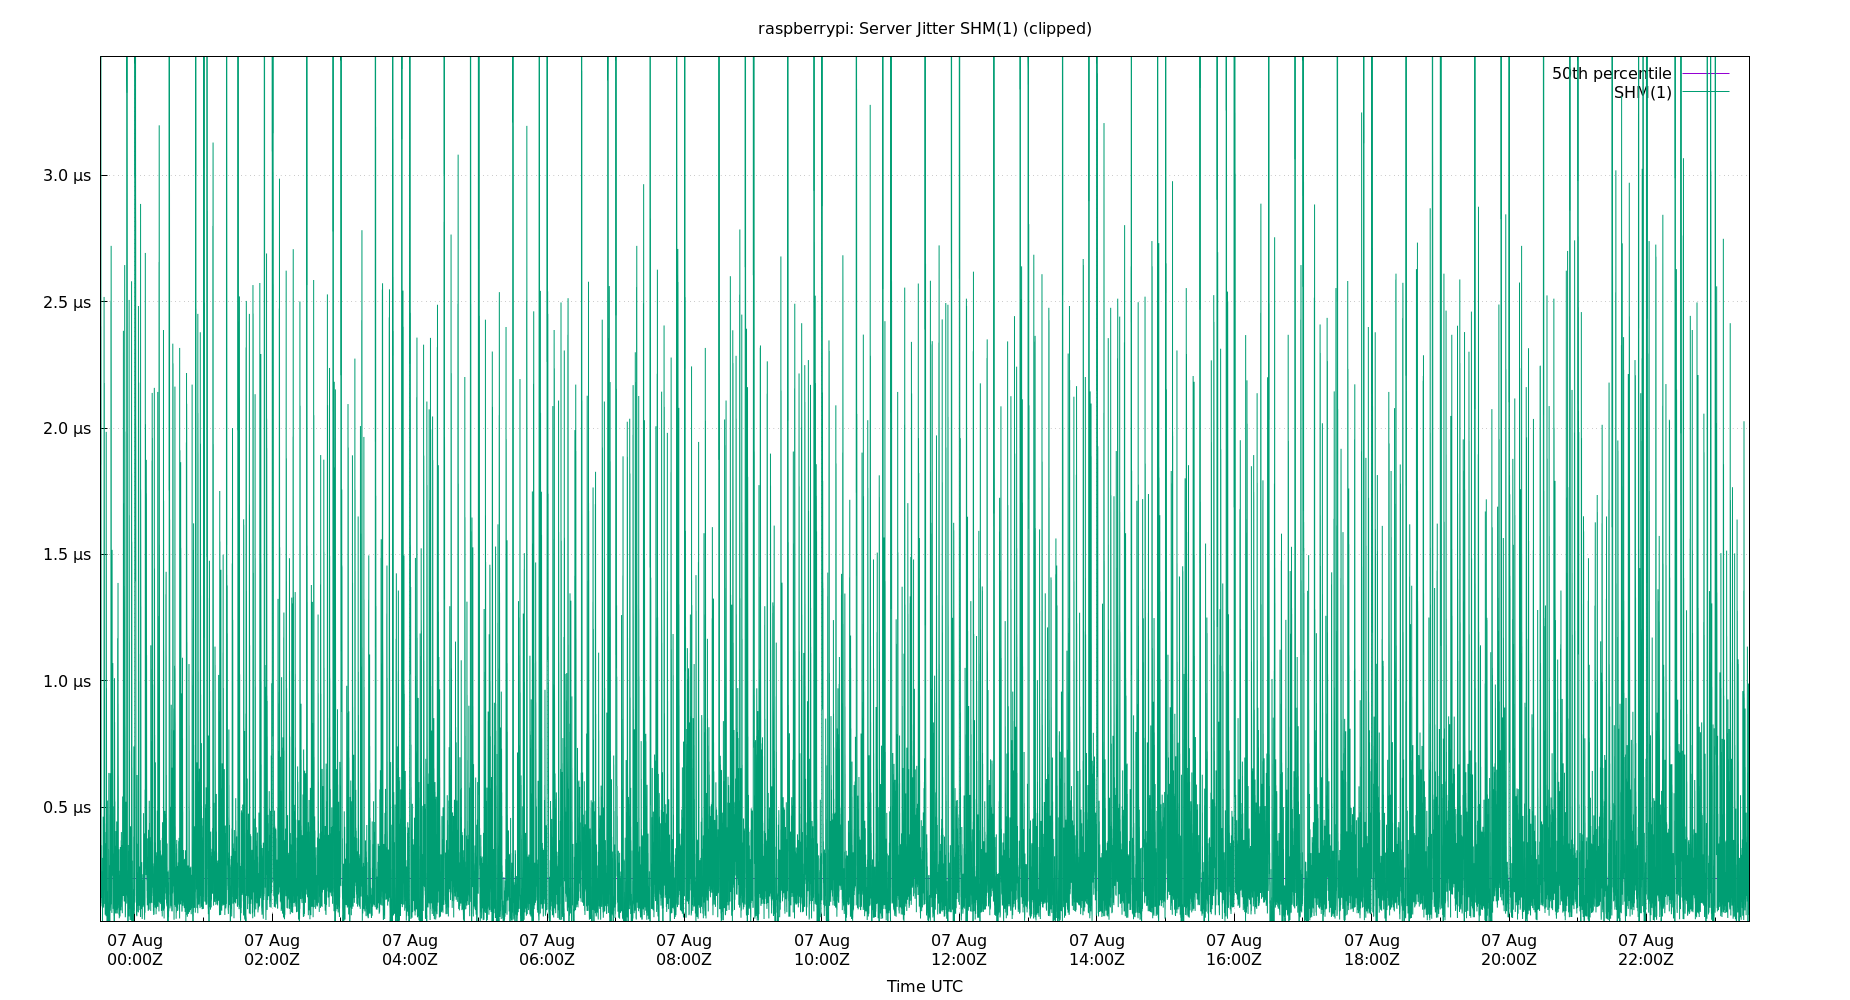 raspberrypi: Server Jitter SHM(1) (clipped)
50th percentile
SHM(1)
3.0 µs
2.5 µs
2.0 µs
1.5 µs
1.0 µs
0.5 µs
07 Aug 07 Aug 07 Aug 07 Aug 07 Aug 07 Aug 07 Aug 07 Aug 07 Aug 07 Aug 07 Aug 07 Aug
00:00Z 02:00Z 04:00Z 06:00Z 08:00Z 10:00Z 12:00Z 14:00Z 16:00Z 18:00Z 20:00Z 22:00Z
Time UTC